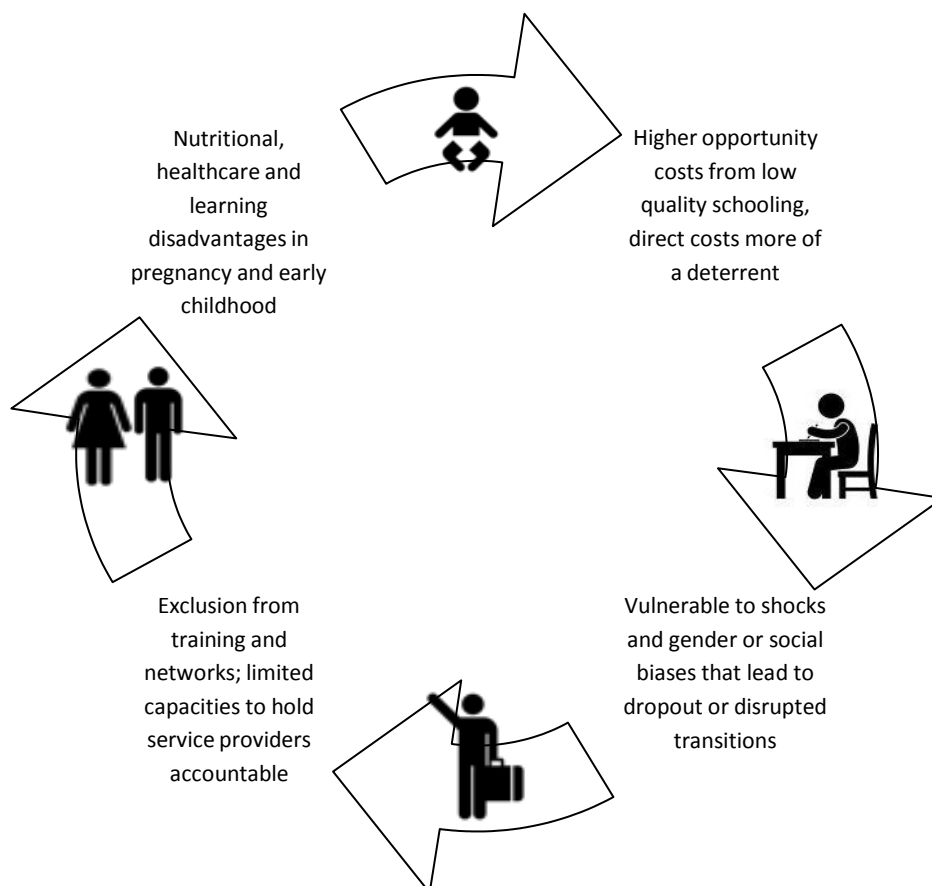 Nutritional,
healthcare and
learning
disadvantages in
pregnancy and early
childhood
Higher opportunity
costs from low
quality schooling,
direct costs more of
a deterrent
Vulnerable to shocks
and gender or social
biases that lead to
dropout or disrupted
transitions
Exclusion from
training and
networks; limited
capacities to hold
service providers
accountable